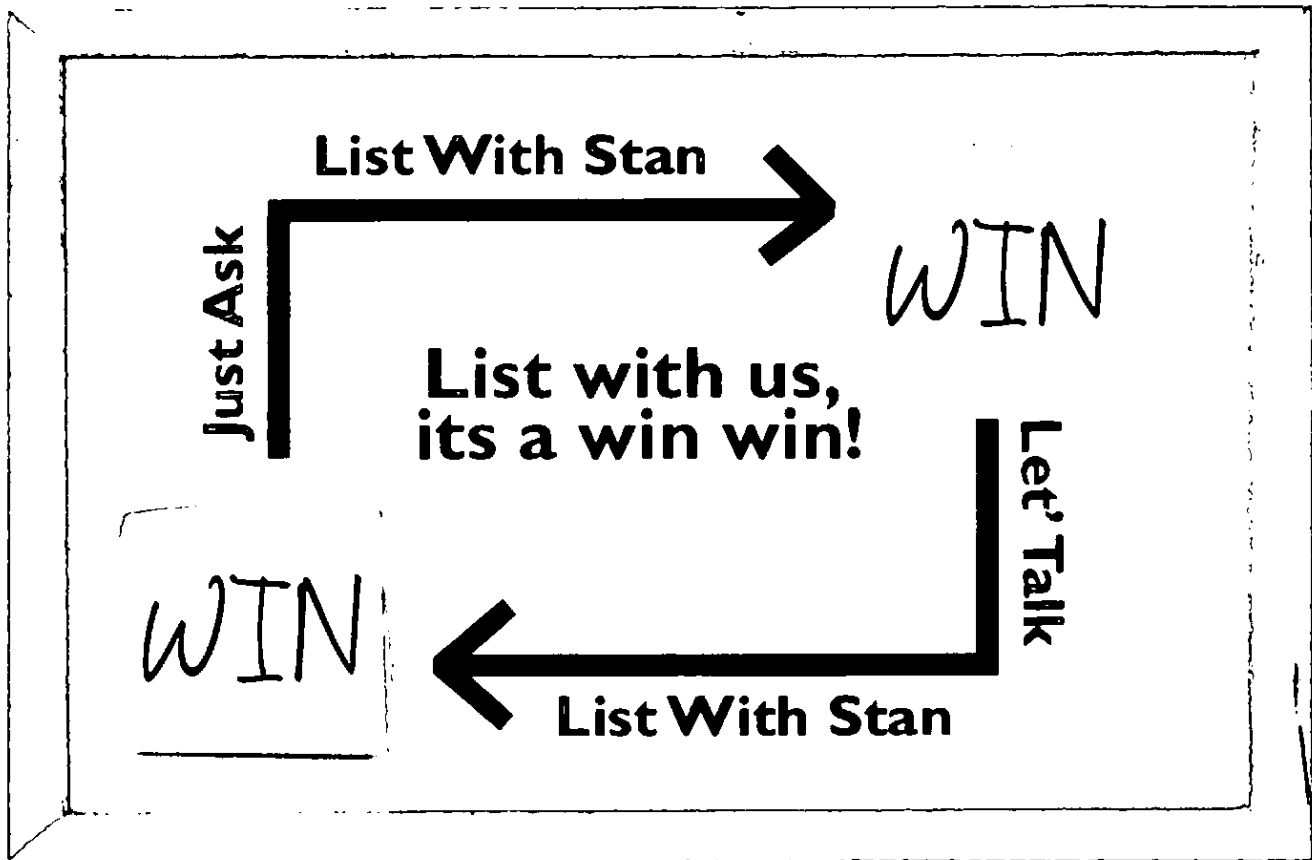 List With Stan
Just Ask
WIN
List with us,
its a win win!
Let' Talk
WIN
List With Stan